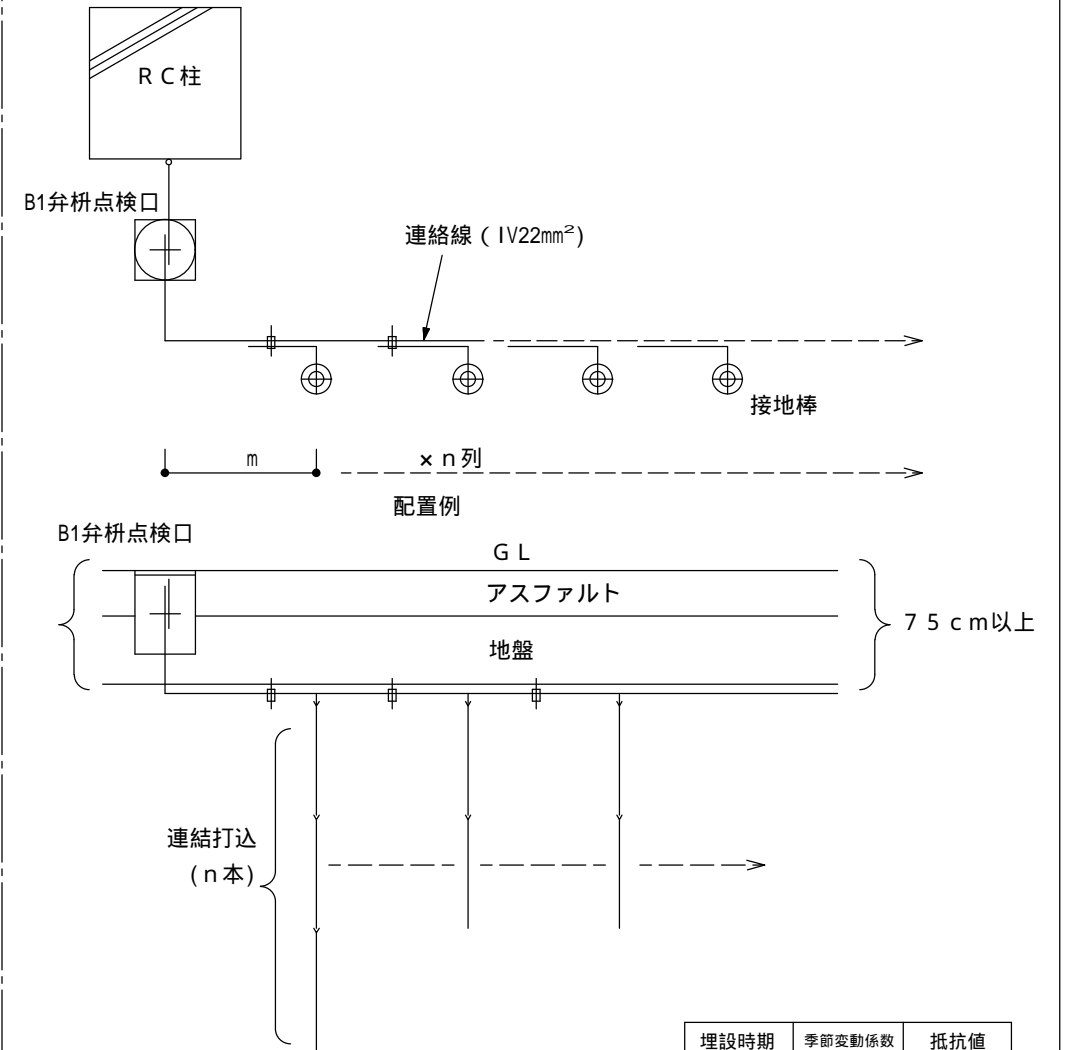 ＲＣ柱
B1弁枡点検口
連絡線（IV22mm²）
接地棒
m ×ｎ列
配置例
B1弁枡点検口
ＧＬ
アスファルト
７５ｃｍ以上
地盤
連結打込
(ｎ本)
埋設時期 季節変動係数 抵抗値